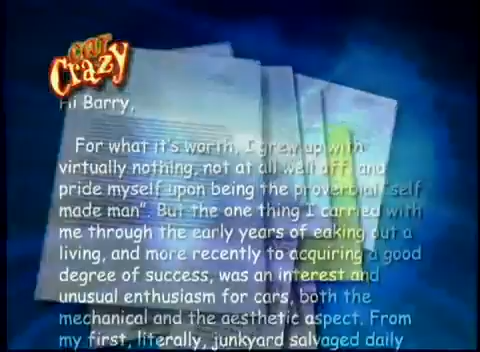 Car
Crazy
Hi Barry,
For what it's worth, I grew up with
virtually nothing, not at all well off and
pride myself upon being the proverbial "self
made man". But the one thing I carried with
me through the early years of eaking out a
living, and more recently to acquiring a good
degree of success, was an interest and
unusual enthusiasm for cars, both the
mechanical and the aesthetic aspect. From
my first, literally, junkyard salvaged daily